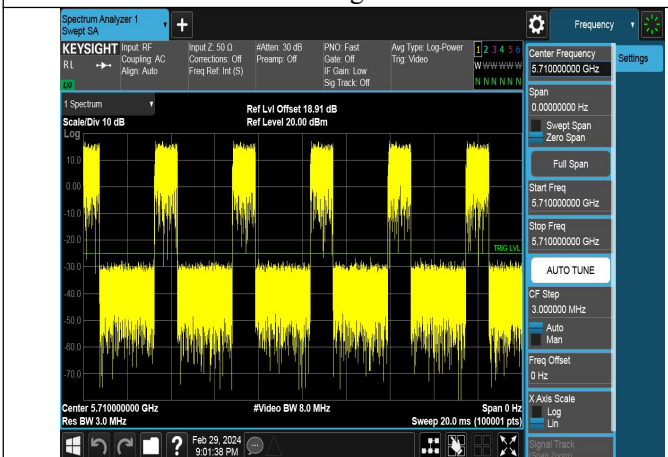 Spectrum Analyzer 1
Swept SA
Frequency
KEYSIGHT
RL
Input: RF
Coupling: AC
Align: Auto
Input Z: 50 Ω
Corrections: Off
Freq Ref: Int (S)
#Atten: 30 dB
Preamp: Off
PNO: Fast
Gate: Off
IF Gain: Low
Sig Track: Off
Avg Type: Log-Power
Trig: Video
1 2 3 4 5 6
W W W W W W
N N N N N N
Center Frequency
5.710000000 GHz
Settings
Span
0.00000000 Hz
Swept Span
Zero Span
Full Span
Start Freq
5.710000000 GHz
Stop Freq
5.710000000 GHz
AUTO TUNE
CF Step
3.000000 MHz
Auto
Man
Freq Offset
0 Hz
X Axis Scale
Log
Lin
Signal Track
(Span Zoom)
1 Spectrum
Scale/Div 10 dB
Ref Lvl Offset 18.91 dB
Ref Level 20.00 dBm
Log
10.0
0.00
-10.0
-20.0
TRIG LVL
-30.0
-40.0
-50.0
-60.0
-70.0
Center 5.710000000 GHz
#Video BW 8.0 MHz
Span 0 Hz
Res BW 3.0 MHz
Sweep 20.0 ms (100001 pts)
?
Feb 29, 2024
9:01:38 PM